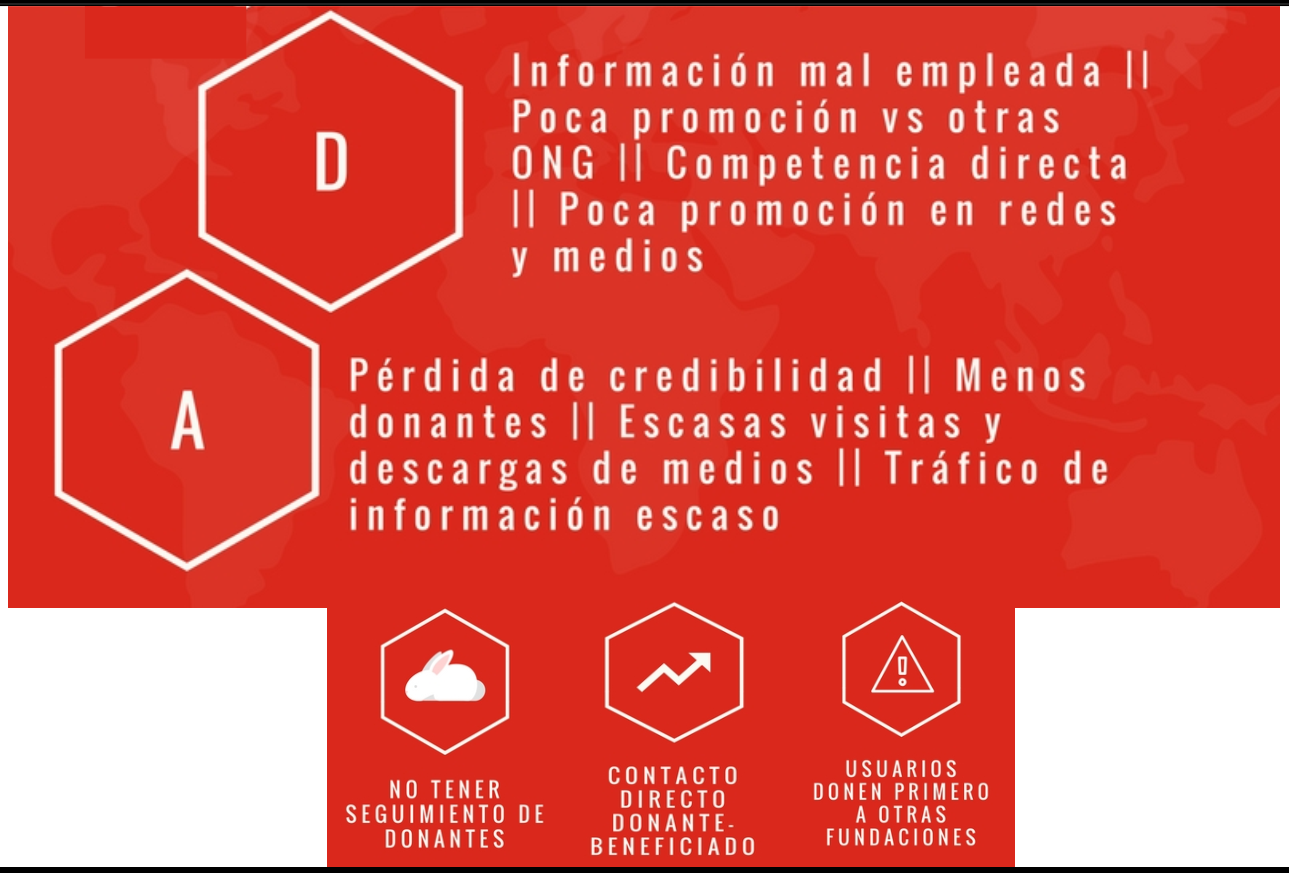 D
Información mal empleada ||
Poca promoción vs otras
ONG || Competencia directa
|| Poca promoción en redes
y medios
A
Pérdida de credibilidad || Menos
donantes || Escasas visitas y
descargas de medios || Tráfico de
información escaso
NO TENER
SEGUIMIENTO DE
DONANTES
CONTACTO
DIRECTO
DONANTE-
BENEFICIADO
USUARIOS
DONEN PRIMERO
A OTRAS
FUNDACIONES